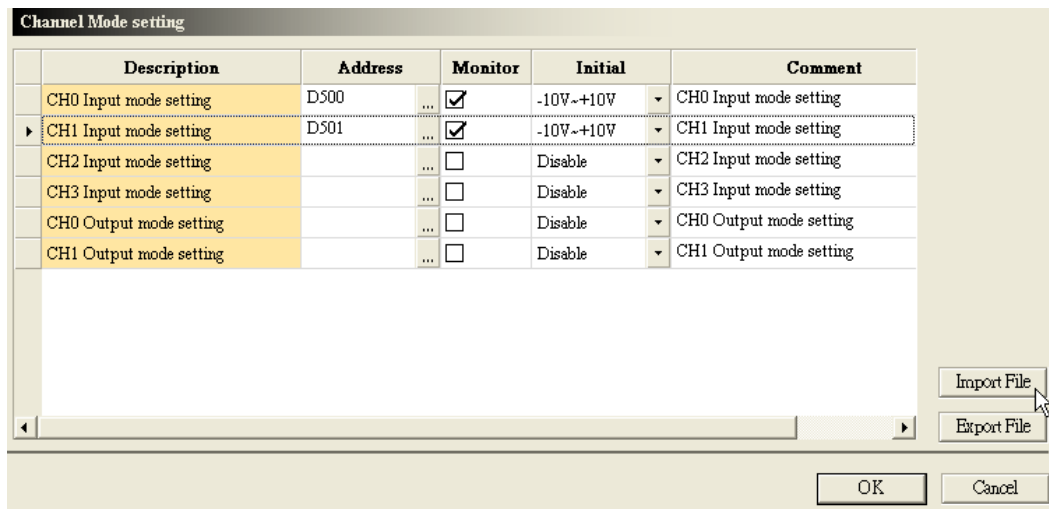 Channel Mode setting
Description Address Monitor Initial Comment
CH0 Input mode setting D500 ... -10V~+10V CH0 Input mode setting
CH1 Input mode setting D501 ... -10V~+10V CH1 Input mode setting
CH2 Input mode setting ... Disable CH2 Input mode setting
CH3 Input mode setting ... Disable CH3 Input mode setting
CH0 Output mode setting ... Disable CH0 Output mode setting
CH1 Output mode setting ... Disable CH1 Output mode setting
Import File
Export File
OK Cancel